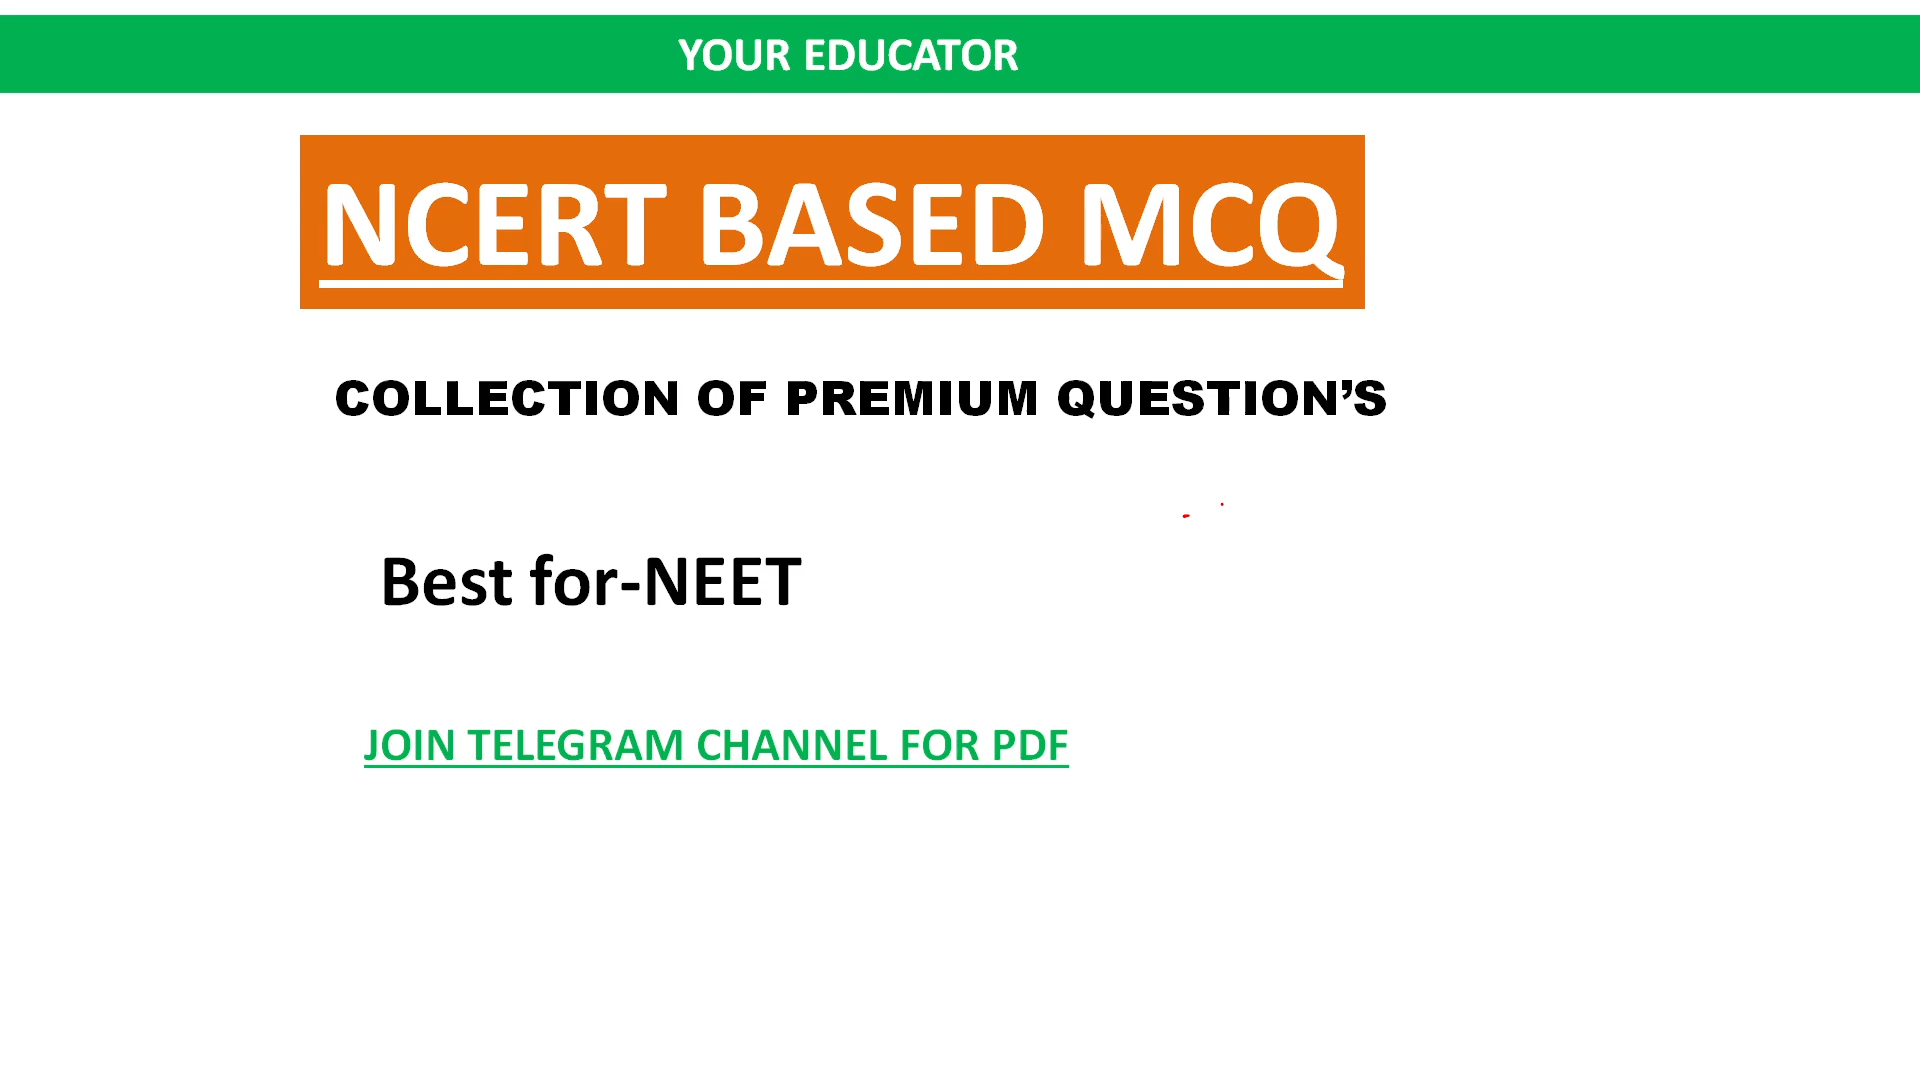 YOUR EDUCATOR
NCERT BASED MCQ
COLLECTION OF PREMIUM QUESTION’S
Best for-NEET
JOIN TELEGRAM CHANNEL FOR PDF